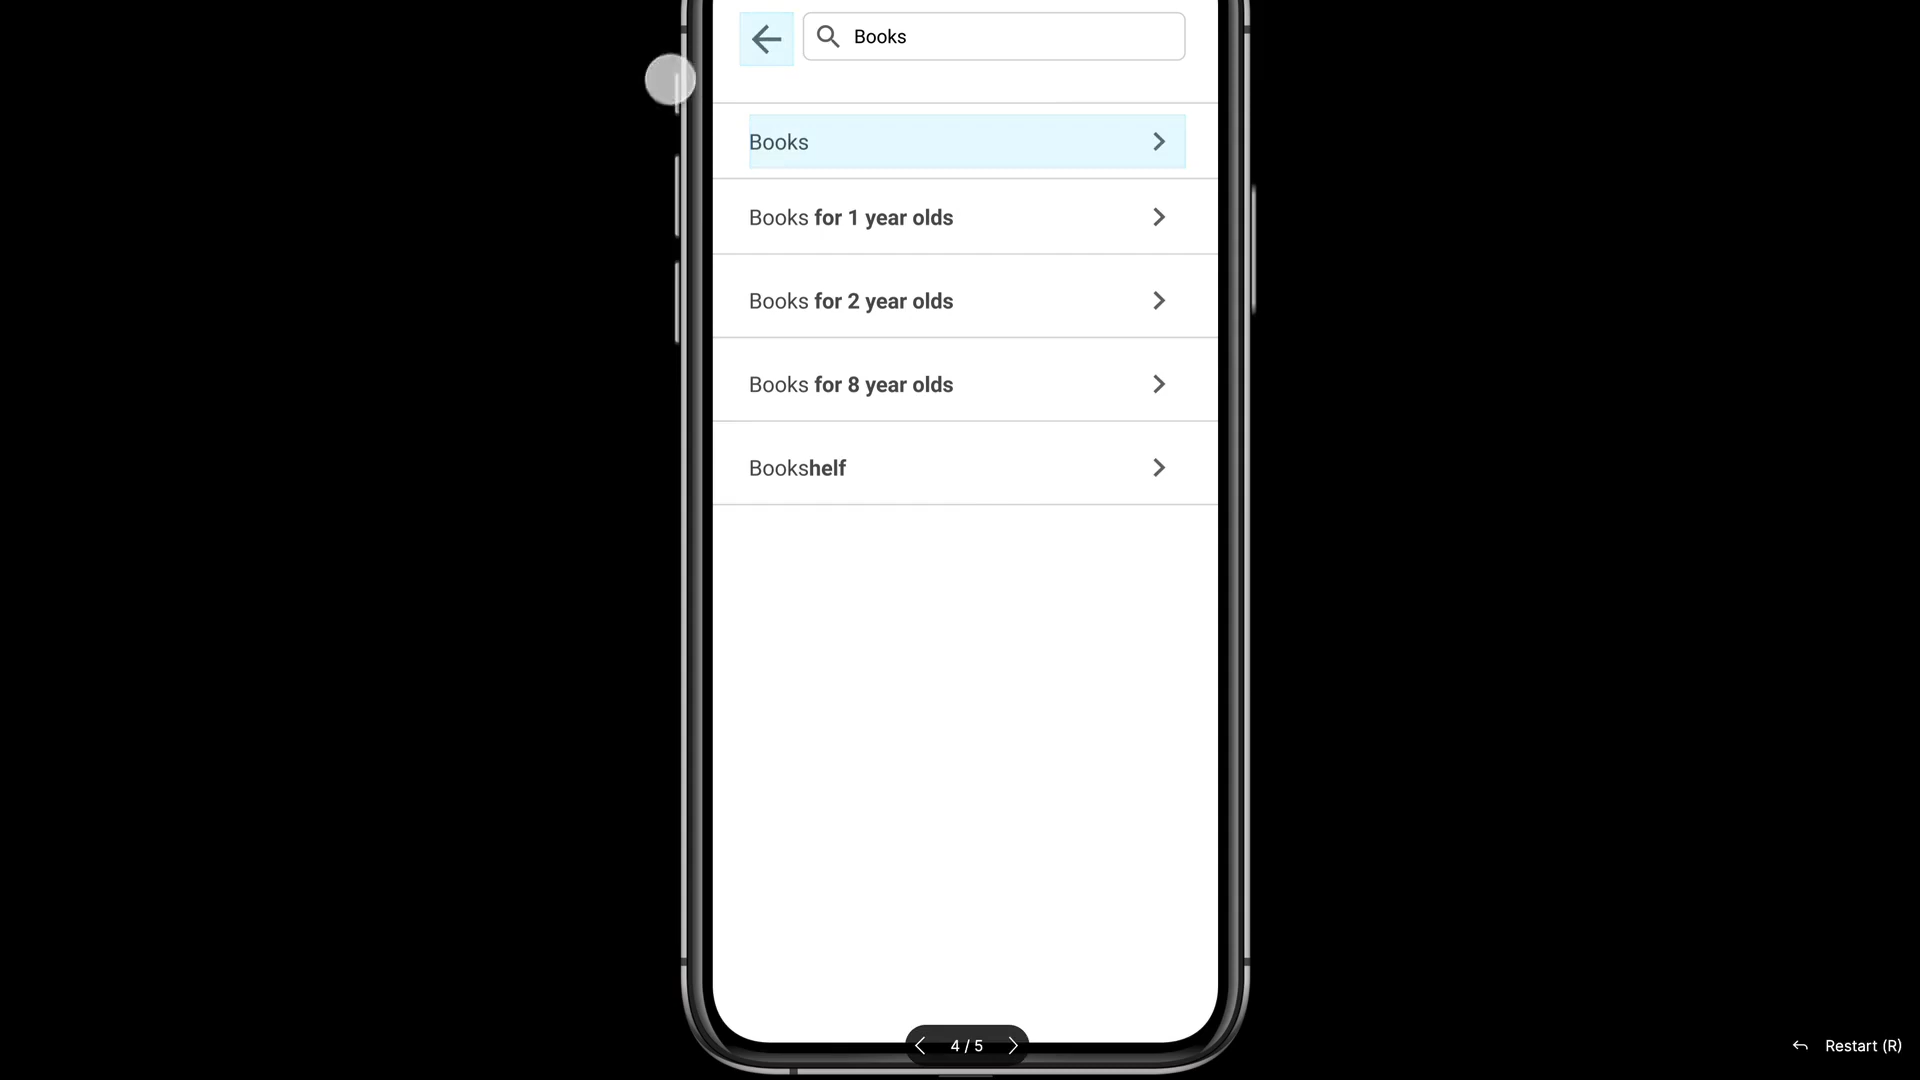 Books
Books
Books for 1 year olds
Books for 2 year olds
Books for 8 year olds
Bookshelf
4 / 5
Restart (R)